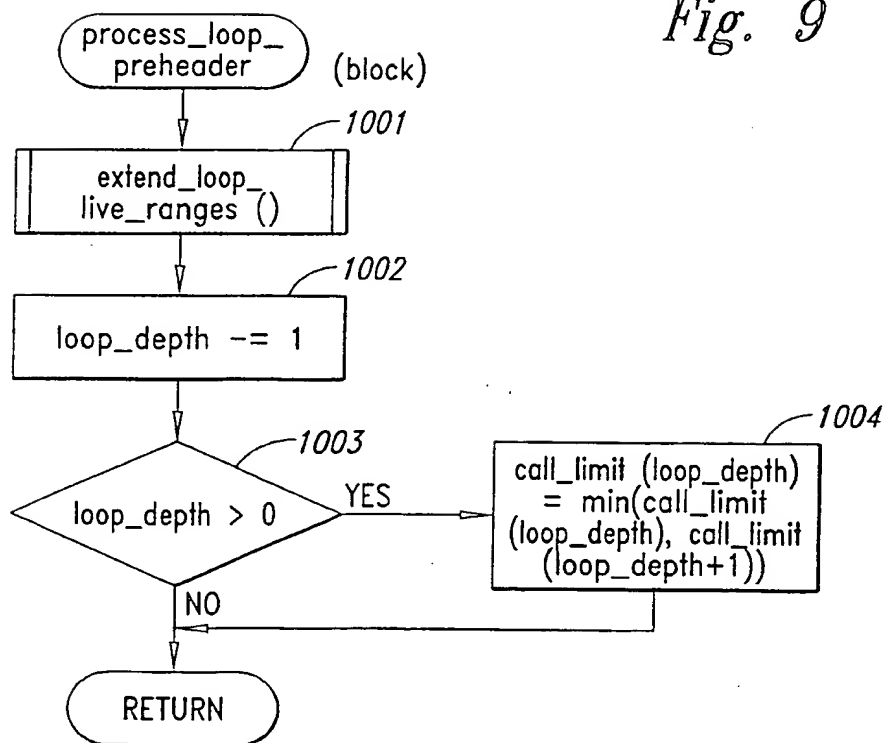 Fig. 9
process_loop_
preheader
(block)
1001
extend_loop_
live_ranges ()
1002
loop_depth -= 1
1003
loop_depth > 0
YES
1004
call_limit (loop_depth)
= min(call_limit
(loop_depth), call_limit
(loop_depth+1))
NO
RETURN